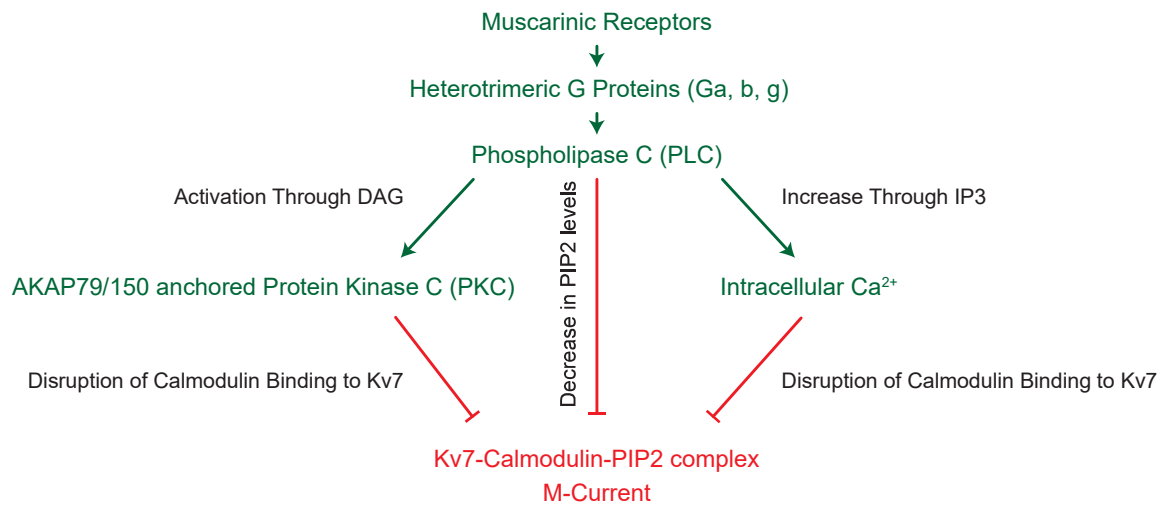 Muscarinic Receptors
Heterotrimeric G Proteins (Ga, b, g)
Phospholipase C (PLC)
Activation Through DAG
Decrease in PIP2 levels
Increase Through IP3
AKAP79/150 anchored Protein Kinase C (PKC)
Intracellular Ca²⁺
Disruption of Calmodulin Binding to Kv7
Disruption of Calmodulin Binding to Kv7
Kv7-Calmodulin-PIP2 complex
M-Current